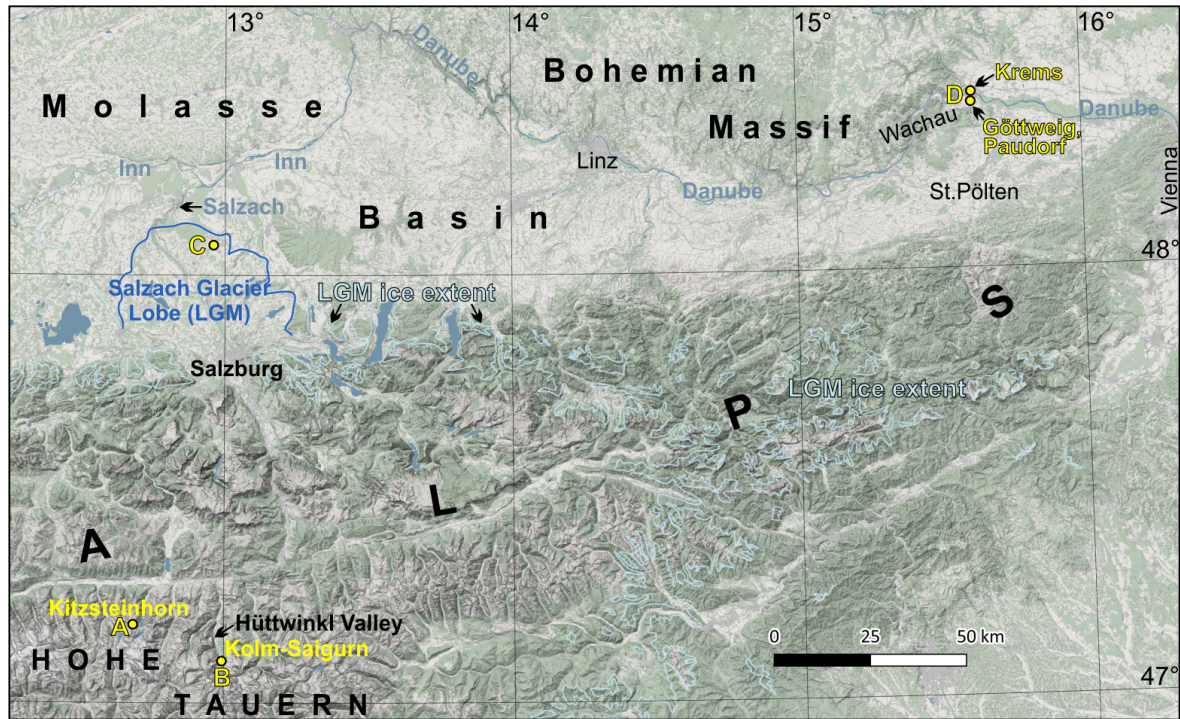 13°
14°
15°
16°
Danube
Bohemian
Krems
Molasse
D
Danube
Massif
Wachau
Göttweig,
Paudorf
Inn
Inn
Linz
Vienna
Danube
St.Pölten
Salzach
Basin
C
48°
Salzach Glacier
Lobe (LGM)
LGM ice extent
S
Salzburg
LGM ice extent
P
L
A
Kitzsteinhorn
A
Hüttwinkl Valley
Kolm-Saigurn
B
HOHE
TAUERN
0 25 50 km
47°